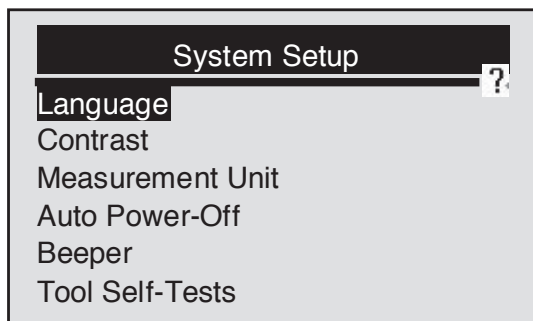 System Setup
?
Language
Contrast
Measurement Unit
Auto Power-Off
Beeper
Tool Self-Tests